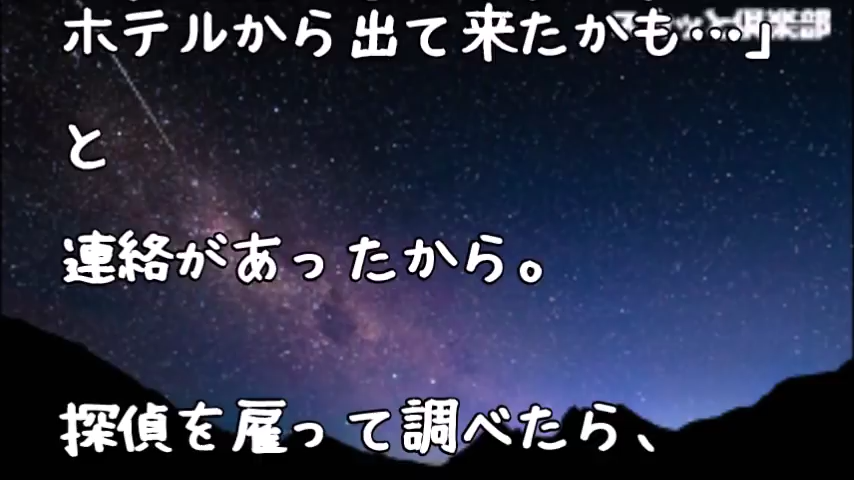 ホテルから出て来たかも…」
と
連絡があったから。
探偵を雇って調べたら、